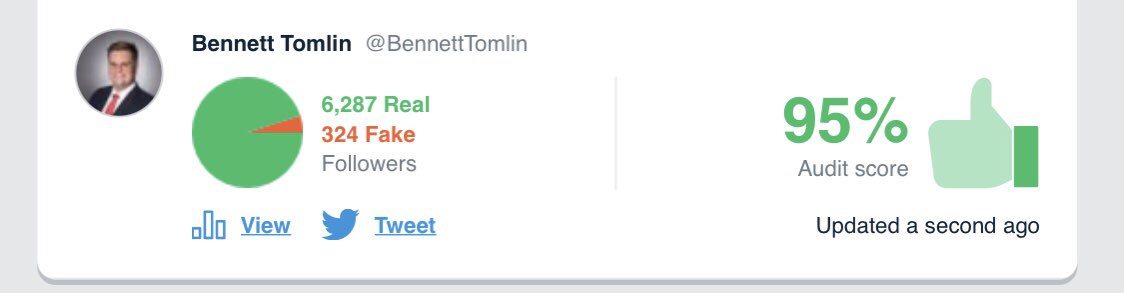 Bennett Tomlin @BennettTomlin
6,287 Real
324 Fake
Followers
95%
Audit score
View Tweet
Updated a second ago